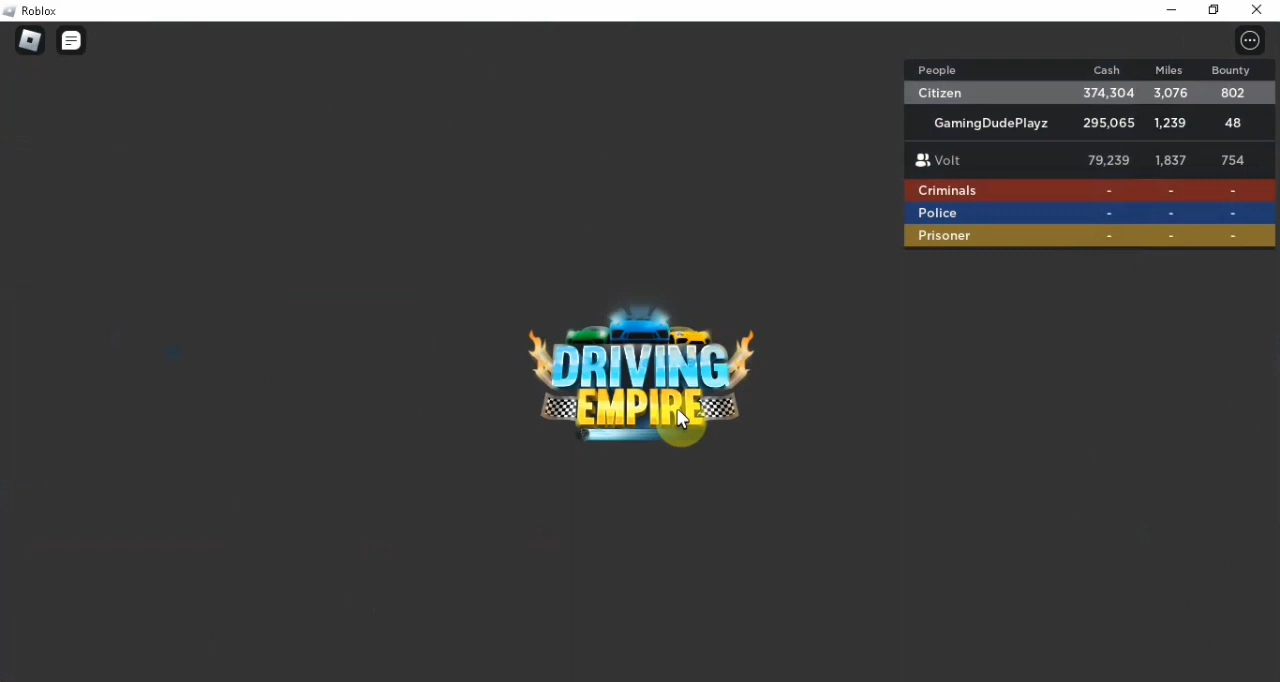 Roblox
People Cash Miles Bounty
Citizen 374,304 3,076 802
GamingDudePlayz 295,065 1,239 48
Volt 79,239 1,837 754
Criminals - - -
Police - - -
Prisoner - - -
DRIVING
EMPIRE